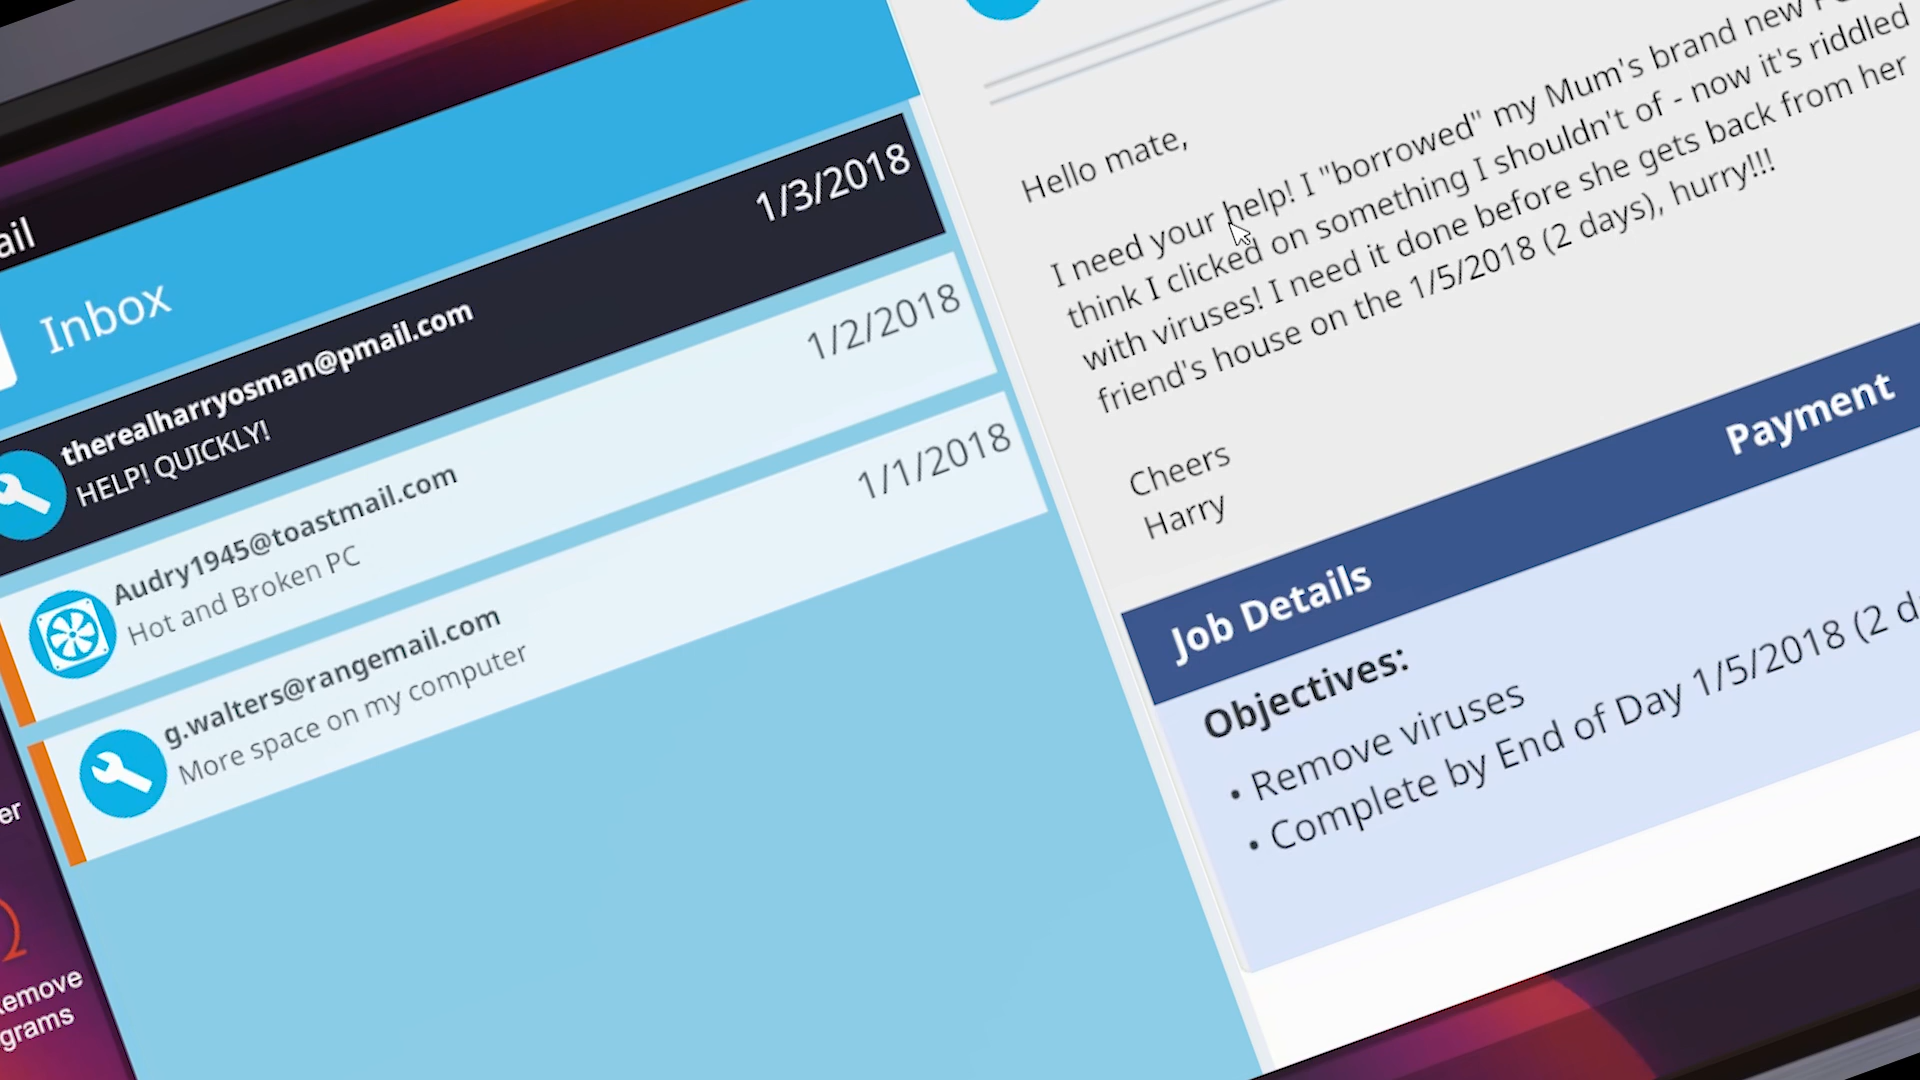 ail
Inbox
therealharryosman@pmail.com
1/3/2018
HELP! QUICKLY!
Audry1945@toastmail.com
1/2/2018
Hot and Broken PC
g.walters@rangemail.com
1/1/2018
More space on my computer
er
emove
grams
Hello mate,
I need your help! I "borrowed" my Mum's brand new
think I clicked on something I shouldn't of - now it's riddled
with viruses! I need it done before she gets back from her
friend's house on the 1/5/2018 (2 days), hurry!!!
Cheers
Harry
Job Details
Payment
Objectives:
• Remove viruses
• Complete by End of Day 1/5/2018 (2 d